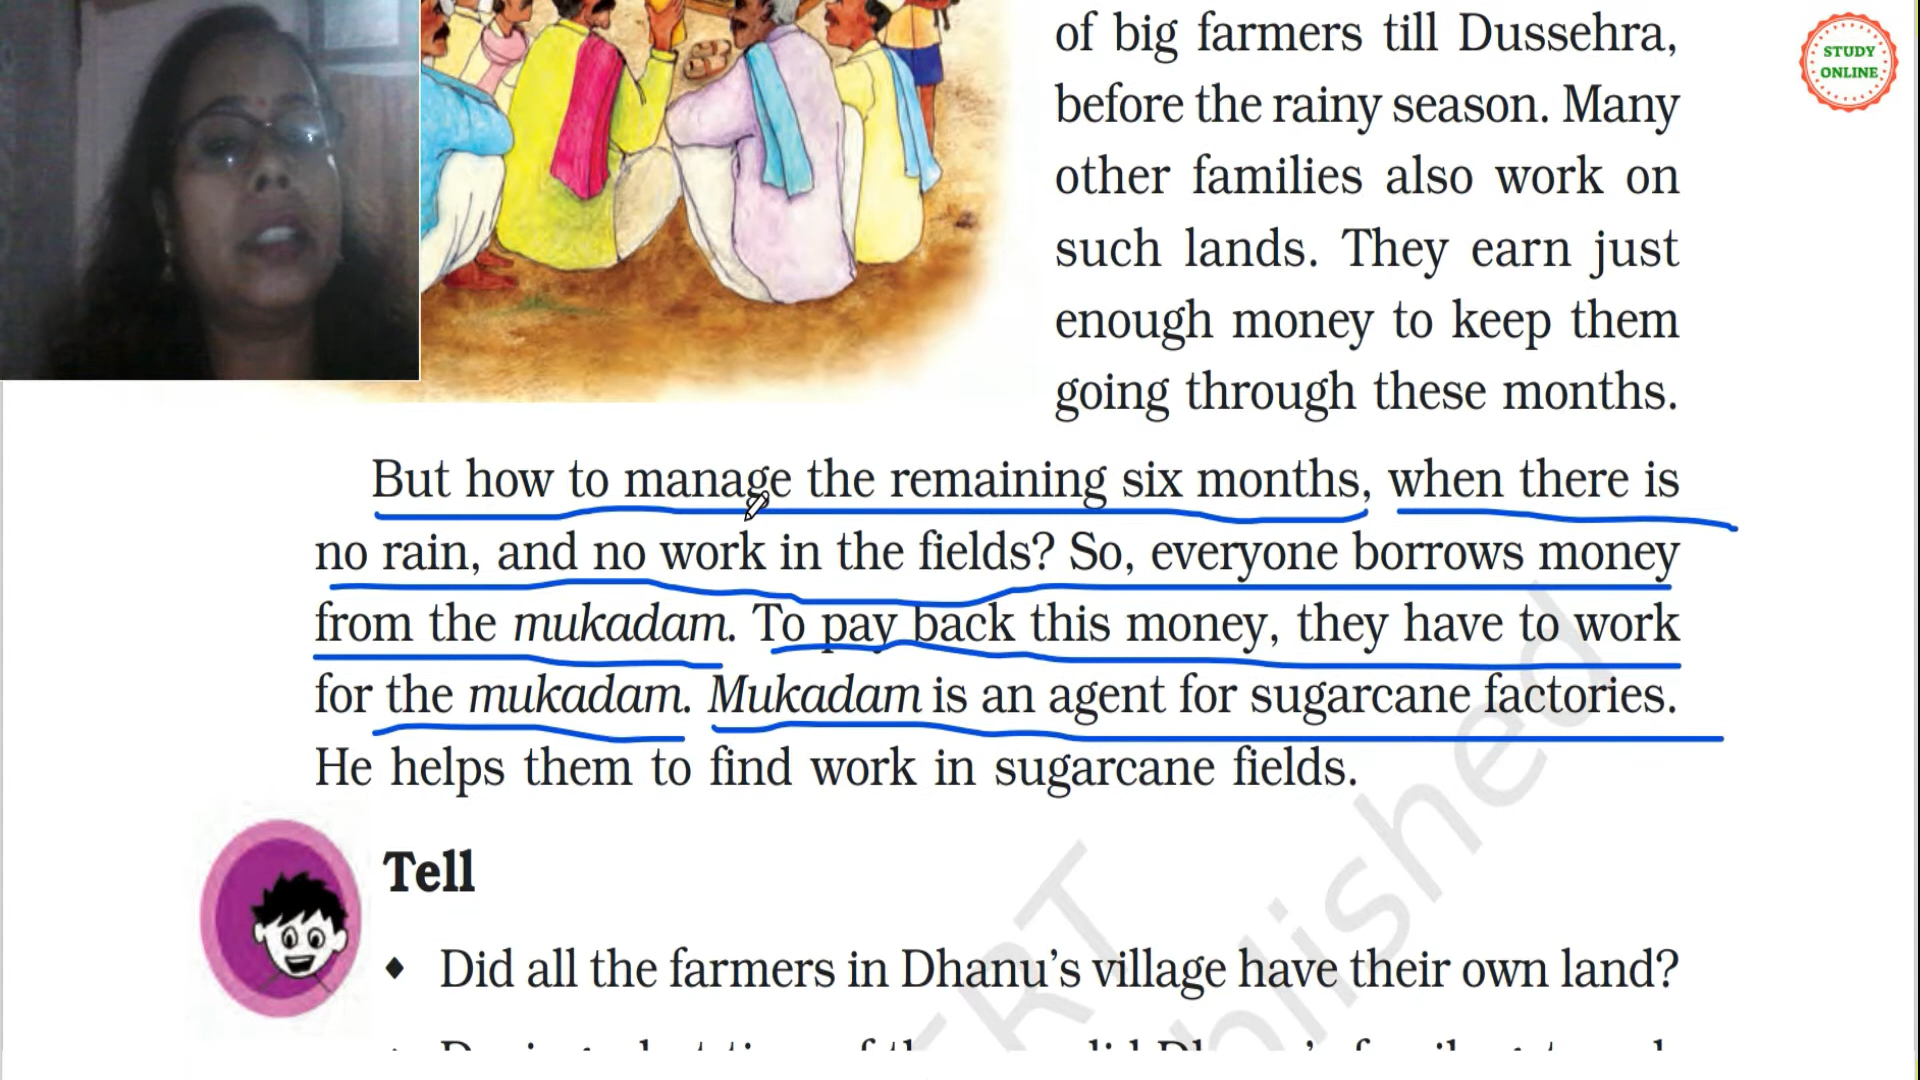 of big farmers till Dussehra,
before the rainy season. Many
other families also work on
such lands. They earn just
enough money to keep them
going through these months.
But how to manage the remaining six months, when there is
no rain, and no work in the fields? So, everyone borrows money
from the mukadam. To pay back this money, they have to work
for the mukadam. Mukadam is an agent for sugarcane factories.
He helps them to find work in sugarcane fields.
Tell
♦ Did all the farmers in Dhanu’s village have their own land?
STUDY
ONLINE